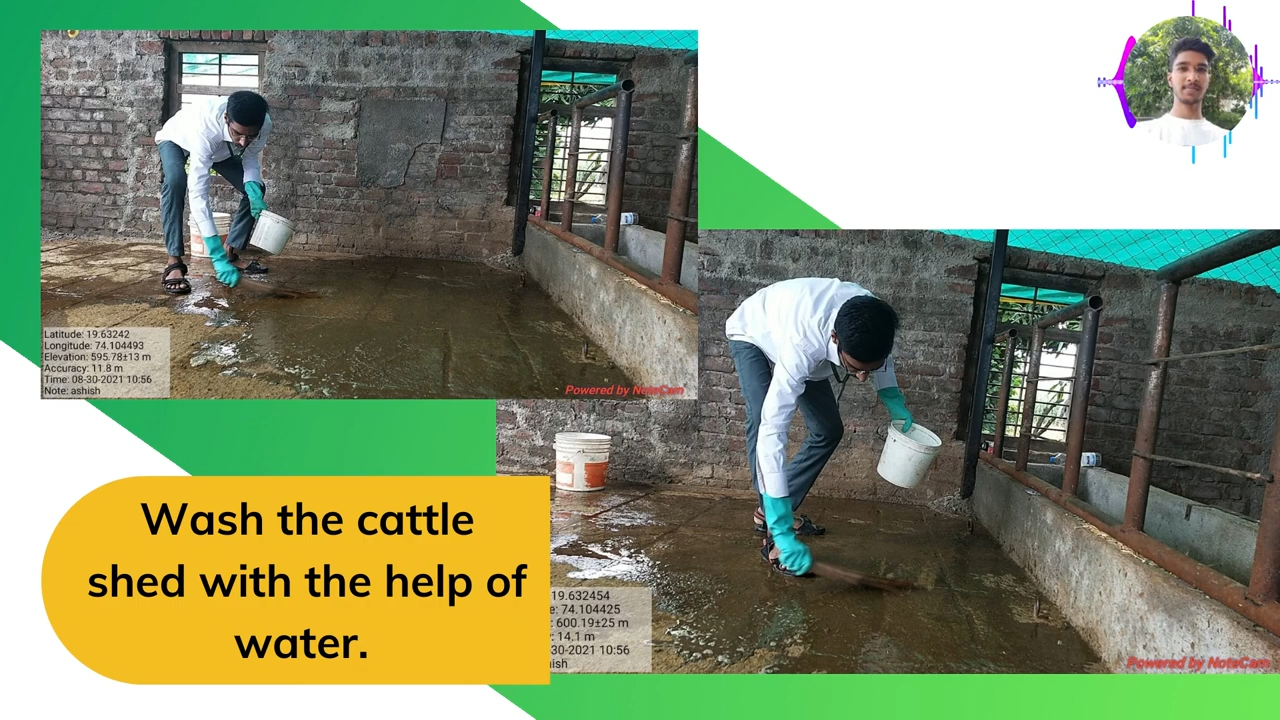 Latitude: 19.63242
Longitude: 74.104493
Elevation: 595.78±13 m
Accuracy: 11.8 m
Time: 08-30-2021 10:56
Note: ashish
Powered by NoteCam
Wash the cattle
shed with the help of
water.
19.632454
e: 74.104425
: 600.19±25 m
: 14.1 m
30-2021 10:56
hish
Powered by NoteCam